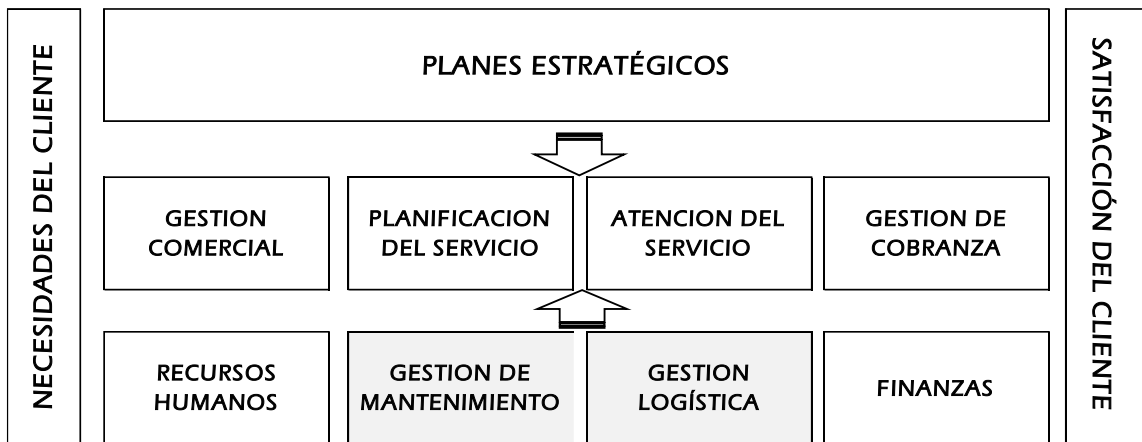 NECESIDADES DEL CLIENTE
PLANES ESTRATÉGICOS
GESTION
COMERCIAL
PLANIFICACION
DEL SERVICIO
ATENCION DEL
SERVICIO
GESTION DE
COBRANZA
RECURSOS
HUMANOS
GESTION DE
MANTENIMIENTO
GESTION
LOGÍSTICA
FINANZAS
SATISFACCIÓN DEL CLIENTE